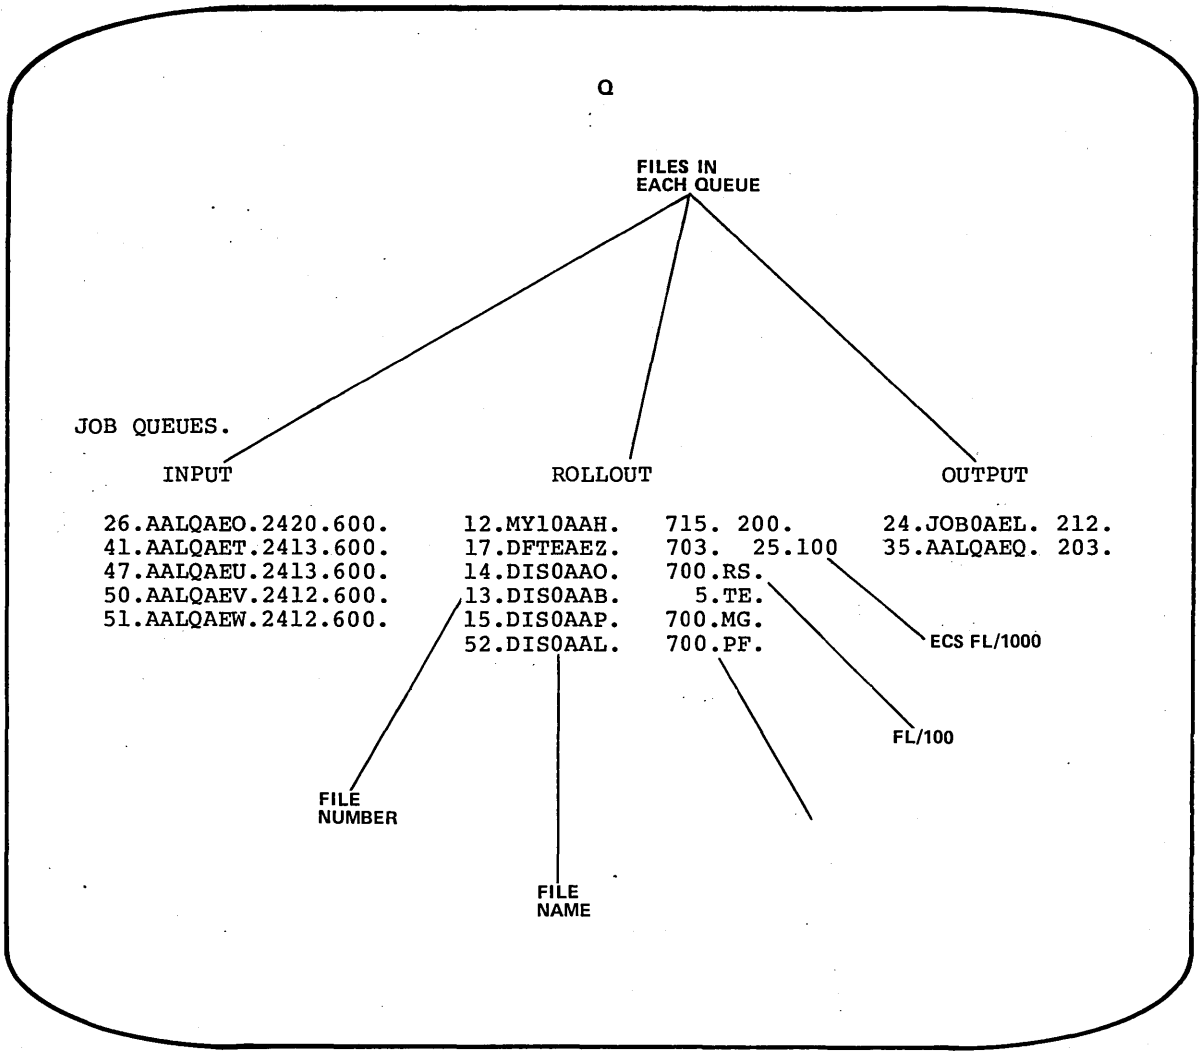 Q
FILES IN
EACH QUEUE
JOB QUEUES.
INPUT ROLLOUT OUTPUT
26.AALQAEO.2420.600. 12.MY10AAH. 715. 200. 24.JOB0AEL. 212.
41.AALQAET.2413.600. 17.DFTEAEZ. 703. 25.100 35.AALQAEQ. 203.
47.AALQAEU.2413.600. 14.DIS0AAO. 700.RS.
50.AALQAEV.2412.600. 13.DIS0AAB. 5.TE.
51.AALQAEW.2412.600. 15.DIS0AAP. 700.MG.
52.DIS0AAL. 700.PF.
ECS FL/1000
FL/100
FILE
NUMBER
FILE
NAME